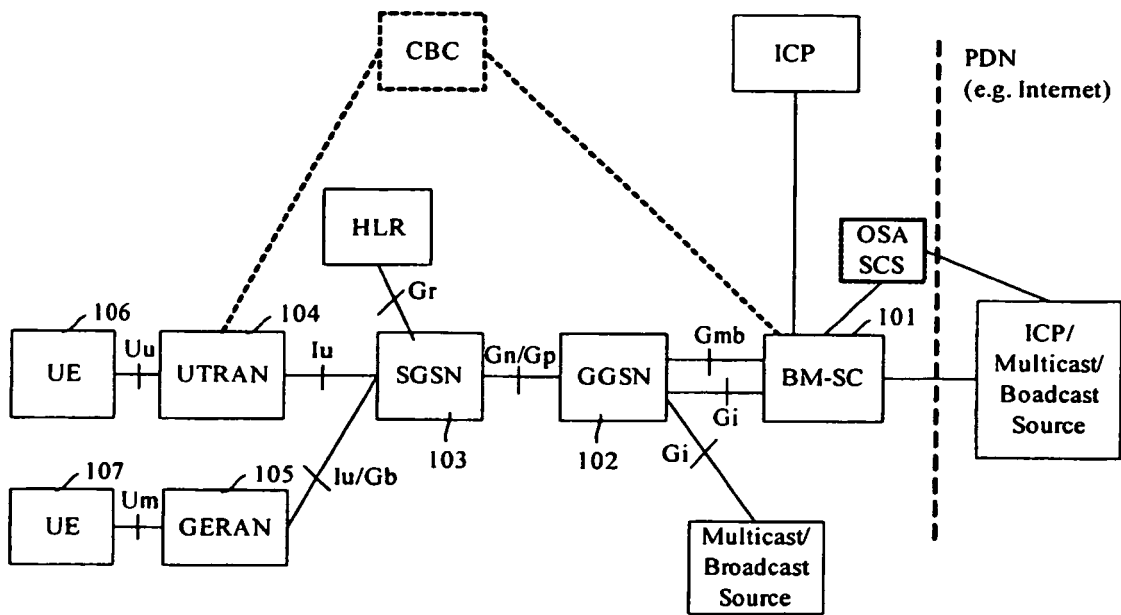 CBC
ICP
PDN
(e.g. Internet)
HLR
OSA
SCS
Gr
106
104
101
Uu
Iu
Gn/Gp
Gmb
UE
UTRAN
SGSN
GGSN
BM-SC
ICP/
Multicast/
Boadcast
Source
Gi
103
102
Gi
107
105
Iu/Gb
Um
UE
GERAN
Multicast/
Broadcast
Source